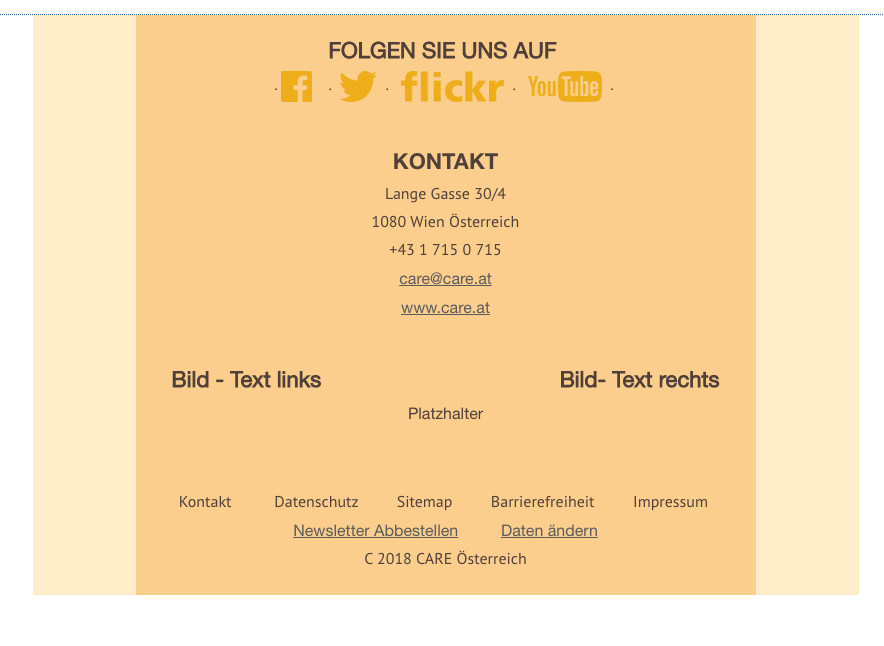 FOLGEN SIE UNS AUF
. f . . flickr . YouTube .
KONTAKT
Lange Gasse 30/4
1080 Wien Österreich
+43 1 715 0 715
care@care.at
www.care.at
Bild - Text links Bild- Text rechts
Platzhalter
Kontakt Datenschutz Sitemap Barrierefreiheit Impressum
Newsletter Abbestellen Daten ändern
C 2018 CARE Österreich